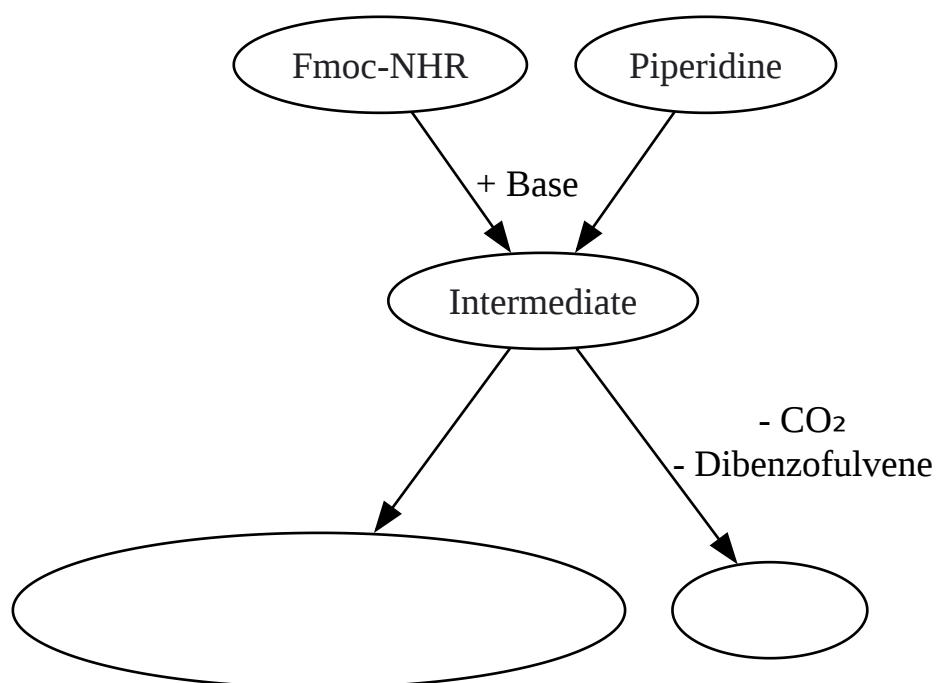 Fmoc-NHR
Piperidine
+ Base
Intermediate
- CO₂
- Dibenzofulvene